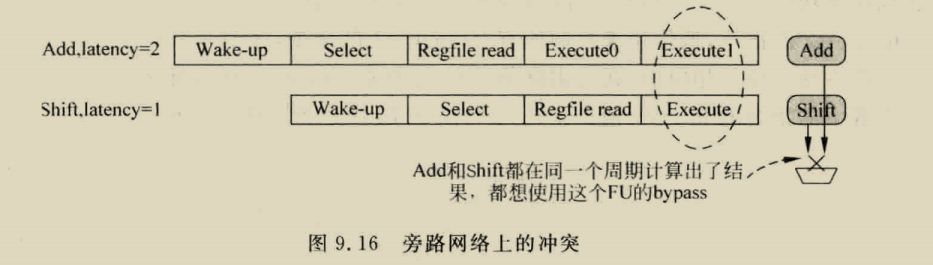 Add,latency=2 Wake-up Select Regfile read Execute0 Execute1 Add
Shift,latency=1 Wake-up Select Regfile read Execute Shift
Add和Shift都在同一个周期计算出了结
果，都想使用这个FU的bypass
图 9.16 旁路网络上的冲突